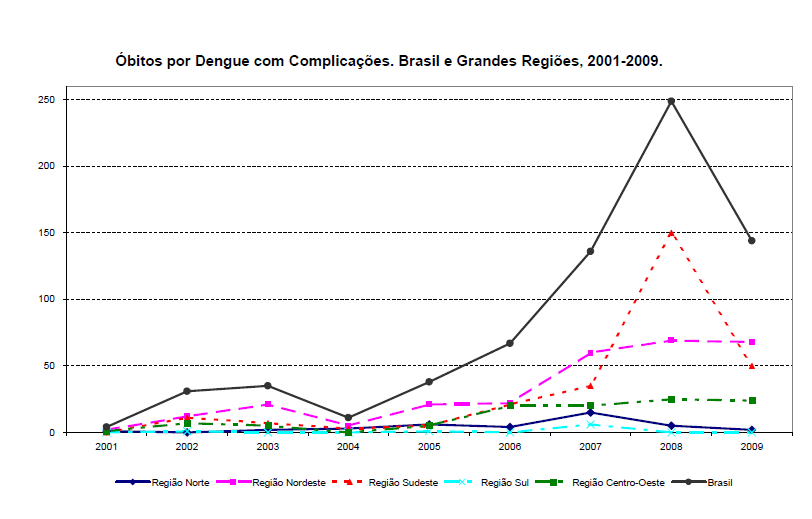 Óbitos por Dengue com Complicações. Brasil e Grandes Regiões, 2001-2009.
250
200
150
100
50
0
2001 2002 2003 2004 2005 2006 2007 2008 2009
Região Norte Região Nordeste Região Sudeste Região Sul Região Centro-Oeste Brasil